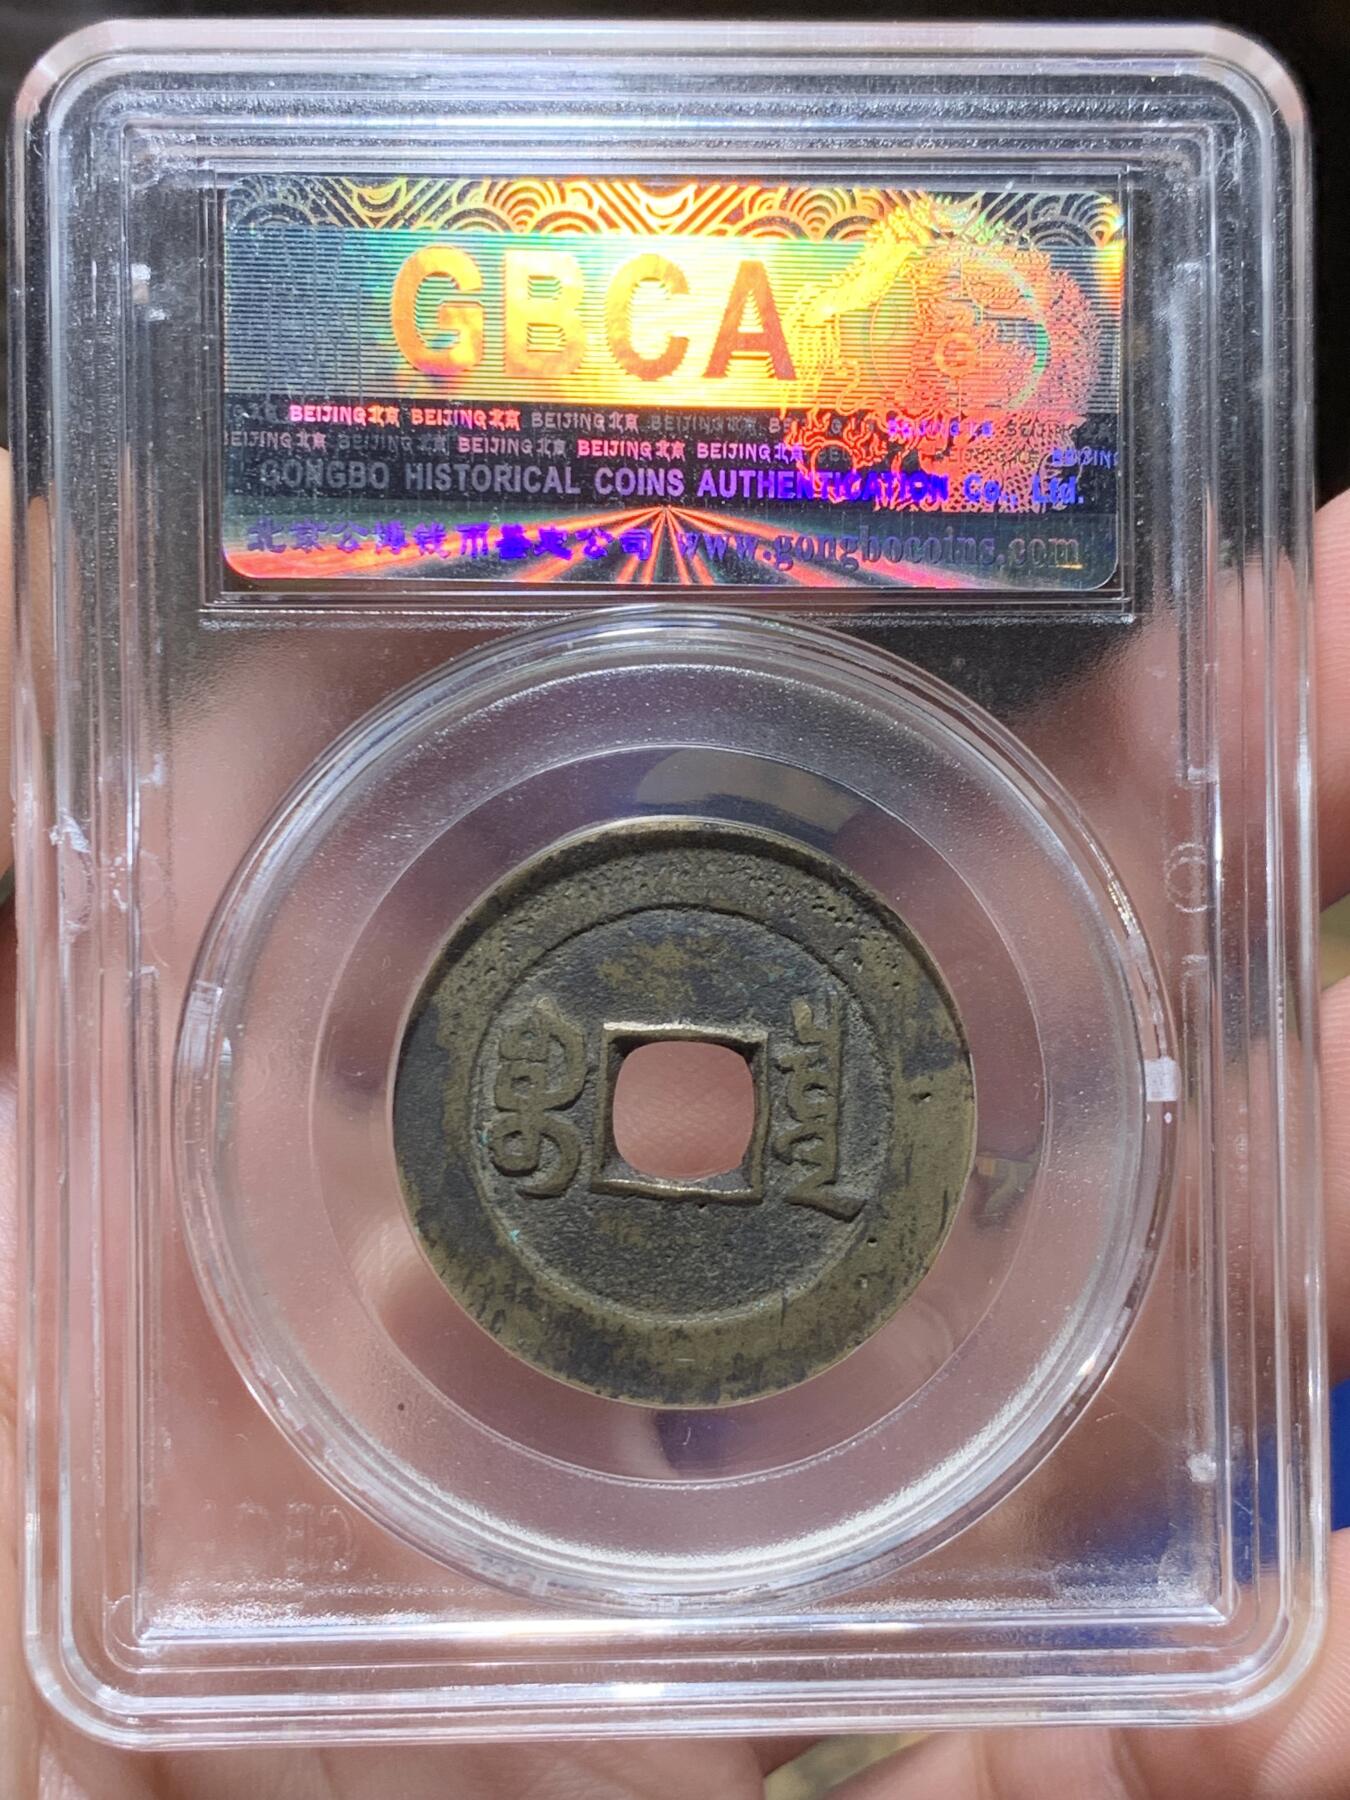 GBCA
BEIJING北京 BEIJING北京 BEIJING北京 BEIJING北京
BEIJING北京 BEIJING北京 BEIJING北京 BEIJING北京 BEIJING北京
GONGBO HISTORICAL COINS AUTHENTICATION Co., Ltd.
北京公博钱币鉴定公司 www.gongbocoins.com